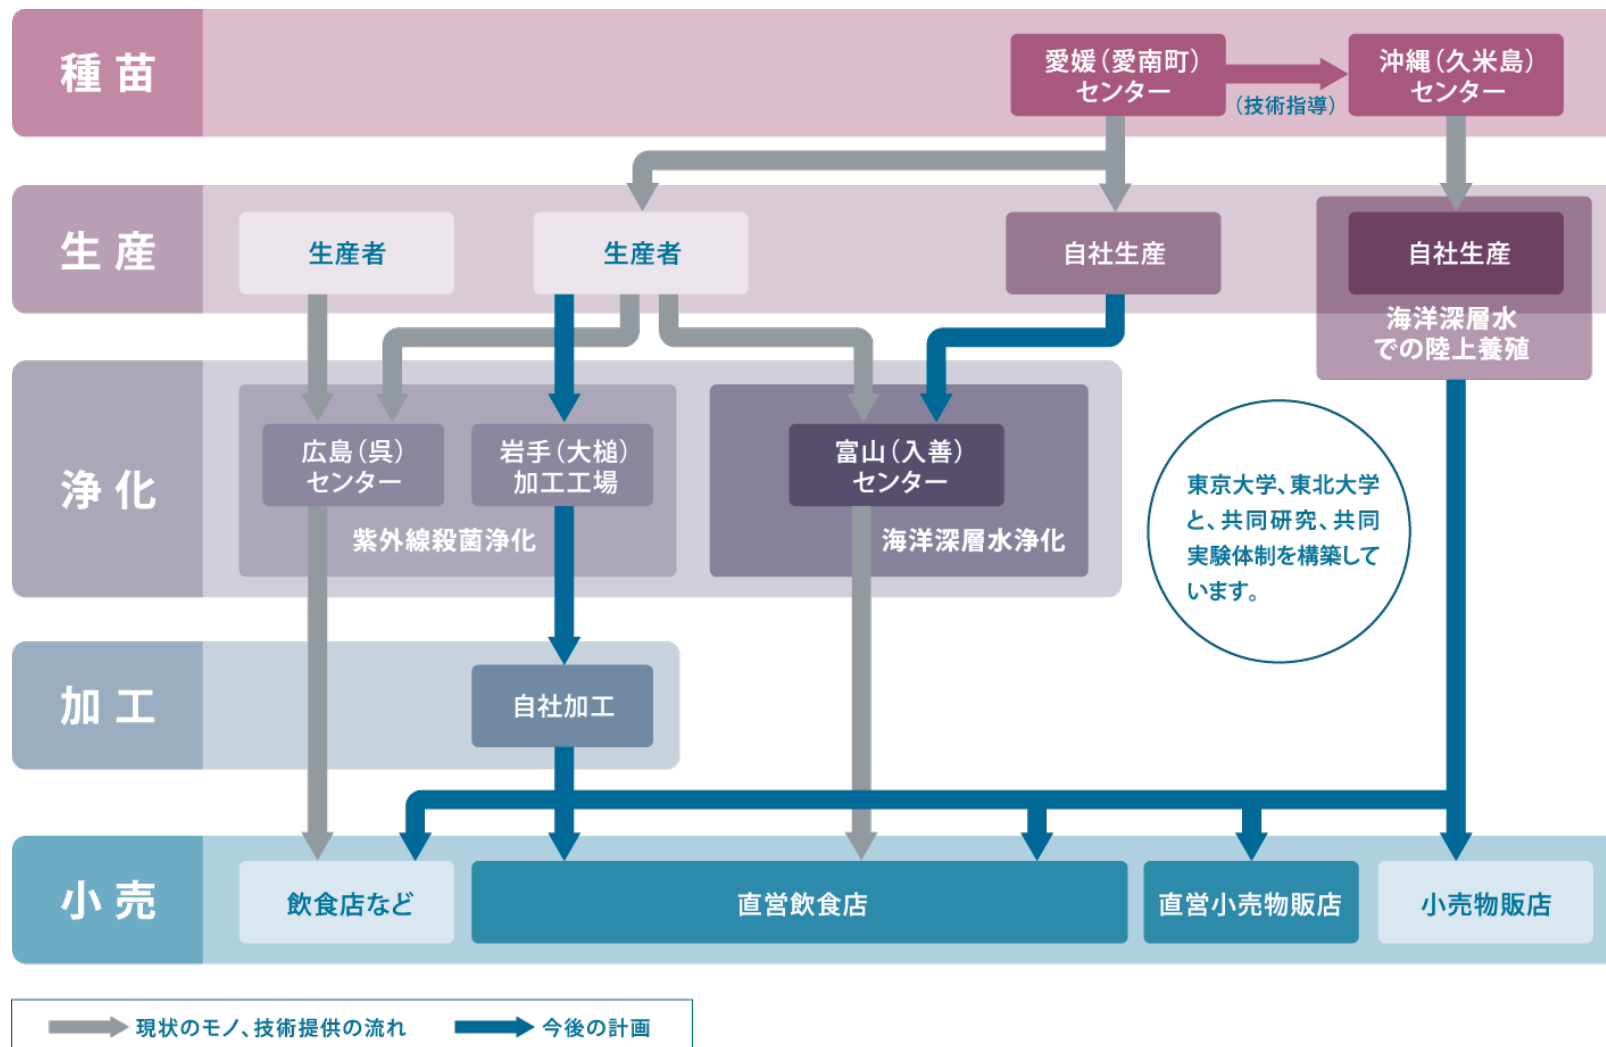 種苗
愛媛（愛南町）
センター
（技術指導）
沖縄（久米島）
センター
生産
生産者
生産者
自社生産
自社生産
海洋深層水
での陸上養殖
浄化
広島（呉）
センター
岩手（大槌）
加工工場
紫外線殺菌浄化
富山（入善）
センター
海洋深層水浄化
東京大学、東北大学
と、共同研究、共同
実験体制を構築して
います。
加工
自社加工
小売
飲食店など
直営飲食店
直営小売物販店
小売物販店
現状のモノ、技術提供の流れ
今後の計画